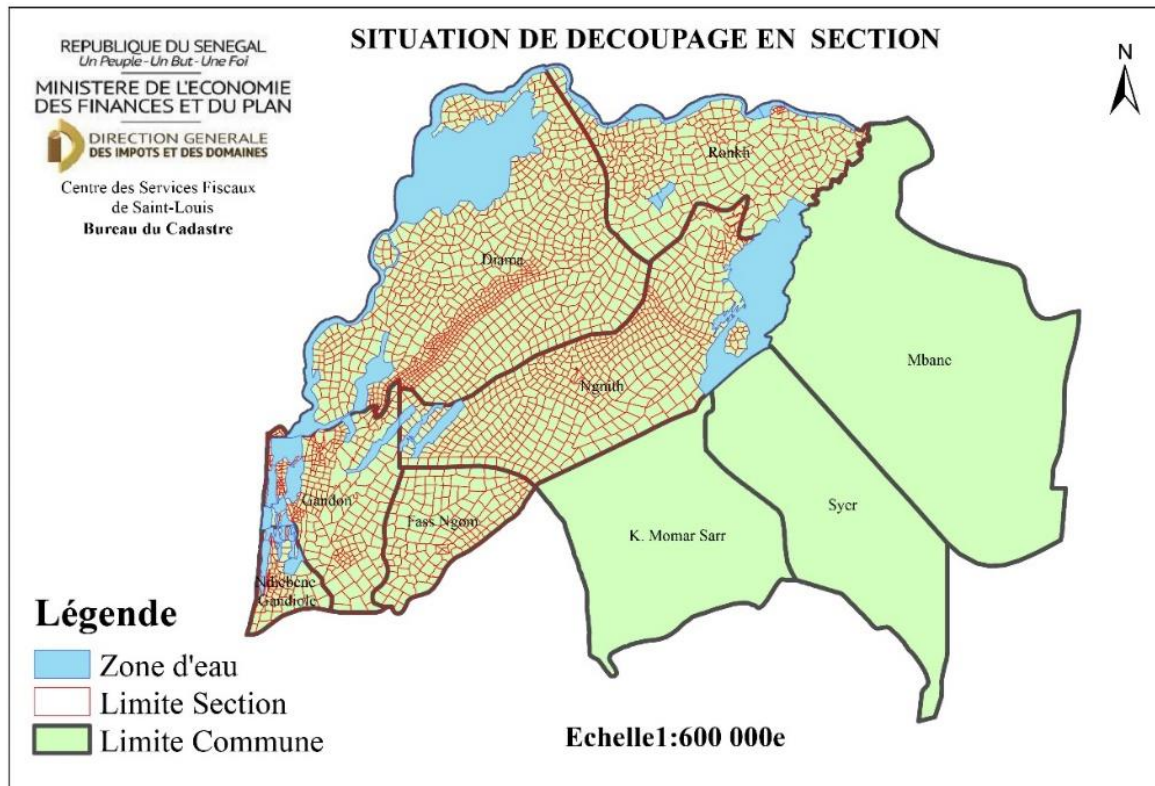 REPUBLIQUE DU SENEGAL
Un Peuple - Un But - Une Foi
MINISTERE DE L'ECONOMIE
DES FINANCES ET DU PLAN
DIRECTION GENERALE
DES IMPOTS ET DES DOMAINES
Centre des Services Fiscaux
de Saint-Louis
Bureau du Cadastre
SITUATION DE DECOUPAGE EN SECTION
N
Ronkh
Diama
Mbane
Ngnith
Syer
Gandon
Fass Ngom
K. Momar Sarr
Ndiebene
Gandiole
Légende
Zone d'eau
Limite Section
Limite Commune
Echelle1:600 000e